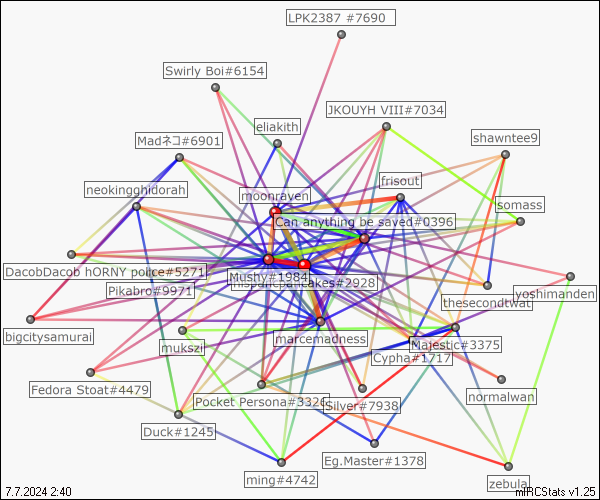 LPK2387 #7690
Swirly Boi#6154
JKOUYH VIII#7034
eliakith
Madネコ#6901
shawntee9
frisout
neokingghidorah
moonraven
somass
Can anything be saved#0396
DacobDacob hORNY police#5271
Mushy#1984
yoshimanden
Pikabro#9971
thesecondtwat
bigcitysamurai
marcemadness
mukszi
Majestic#3375
Cypha#1717
Fedora Stoat#4479
normalwan
Pocket Persona#3326
Silver#7938
Duck#1245
Eg.Master#1378
ming#4742
zebula
7.7.2024 2:40
mIRCStats v1.25